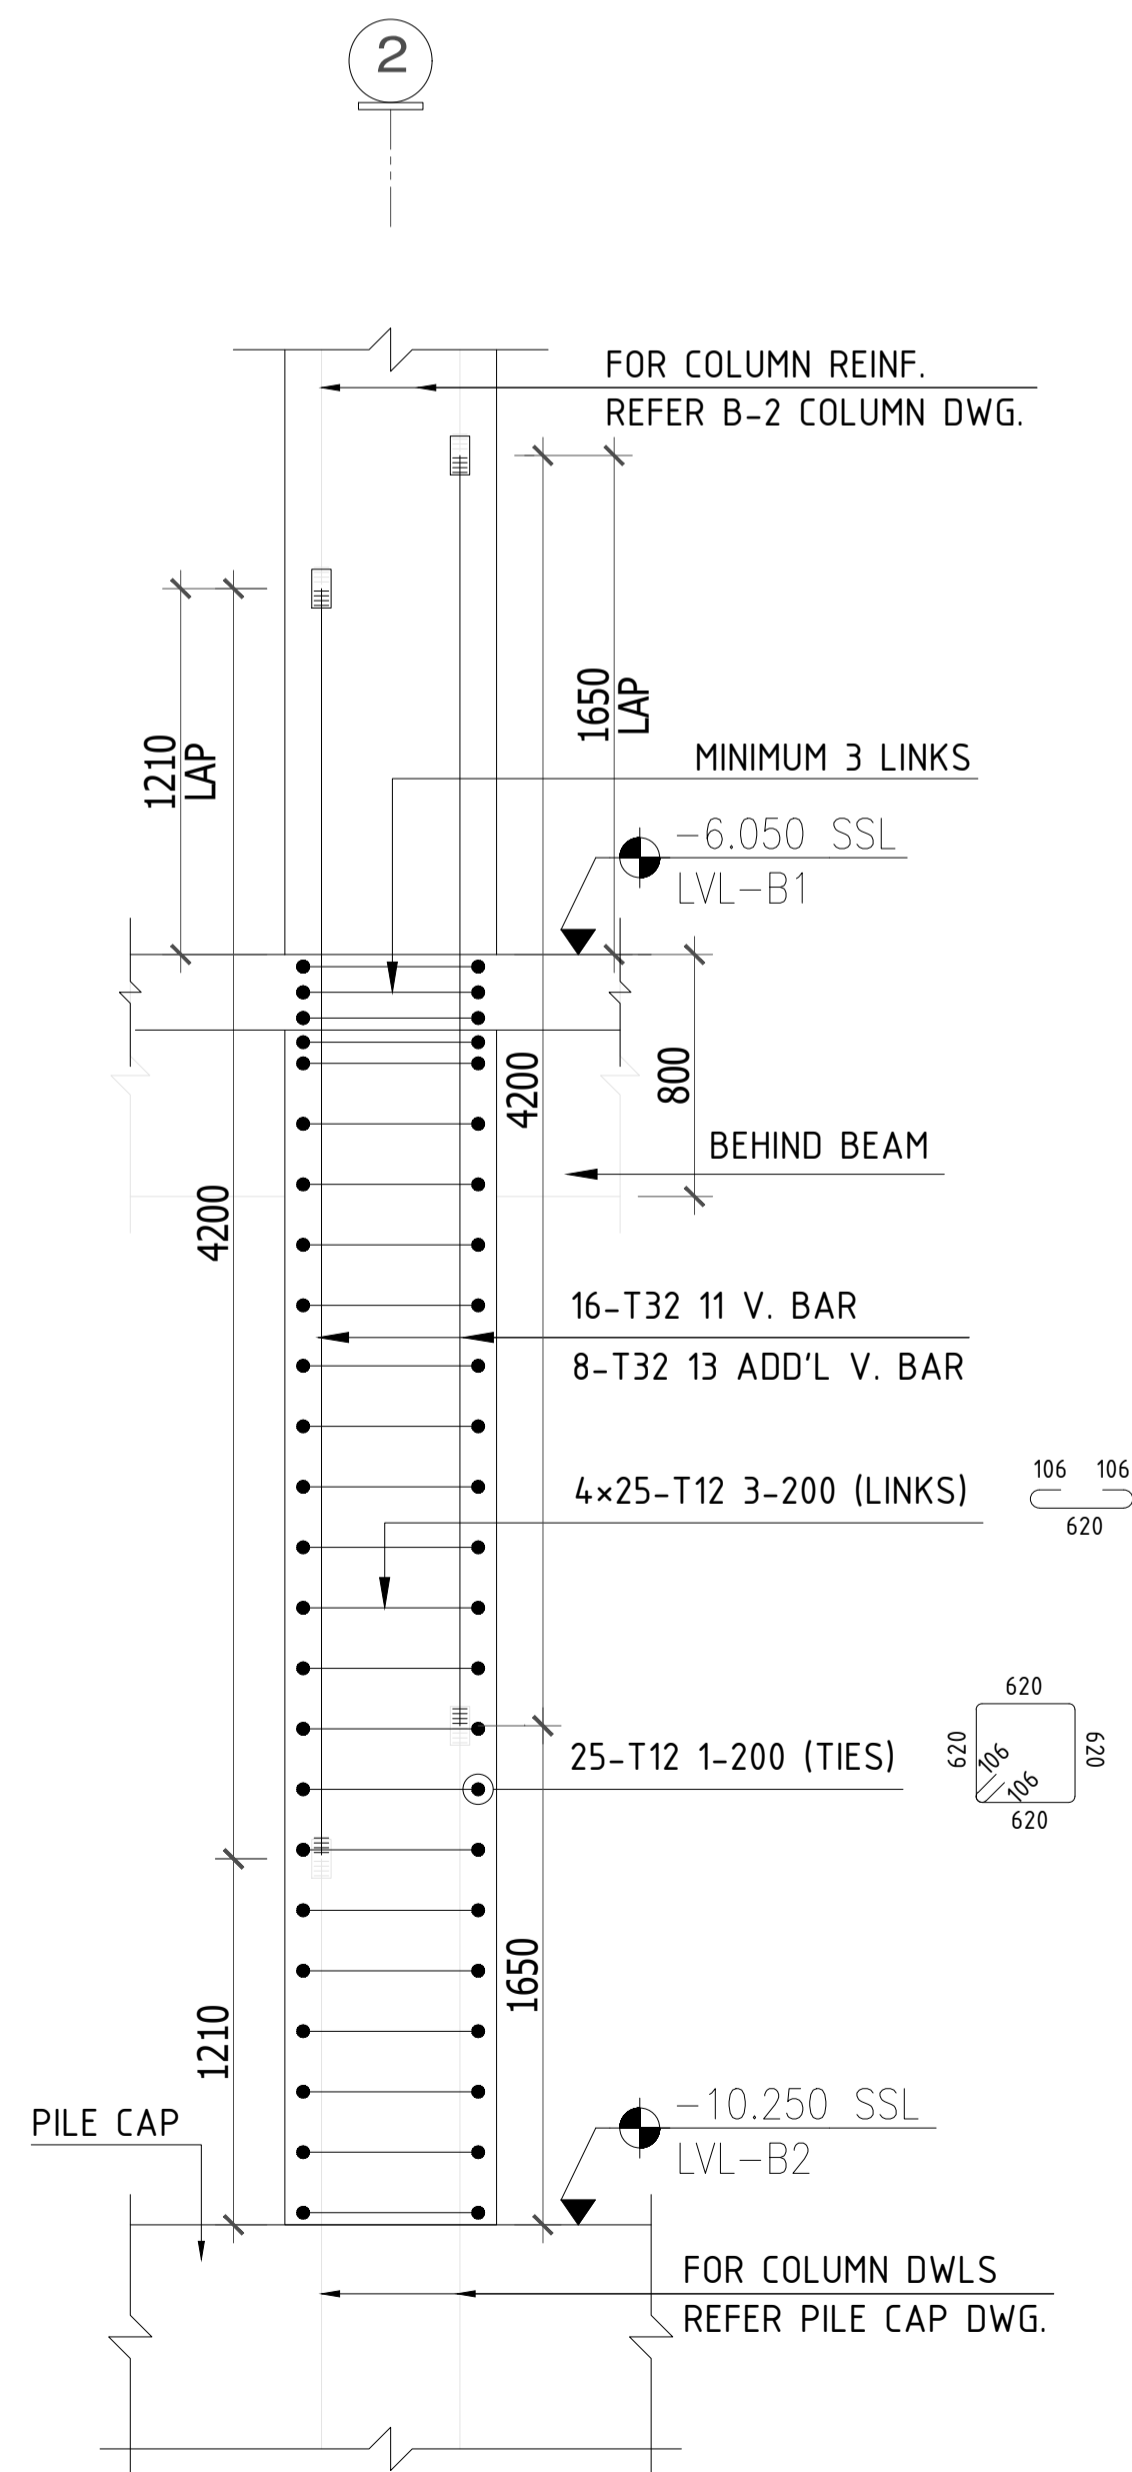 2
FOR COLUMN REINF.
REFER B-2 COLUMN DWG.
1650
LAP
1210
LAP
MINIMUM 3 LINKS
-6.050 SSL
LVL-B1
4200
800
BEHIND BEAM
4200
16-T32 11 V. BAR
8-T32 13 ADD'L V. BAR
4×25-T12 3-200 (LINKS)
106 106
620
620
25-T12 1-200 (TIES)
620
106
106
620
620
1650
1210
PILE CAP
-10.250 SSL
LVL-B2
FOR COLUMN DWLS
REFER PILE CAP DWG.